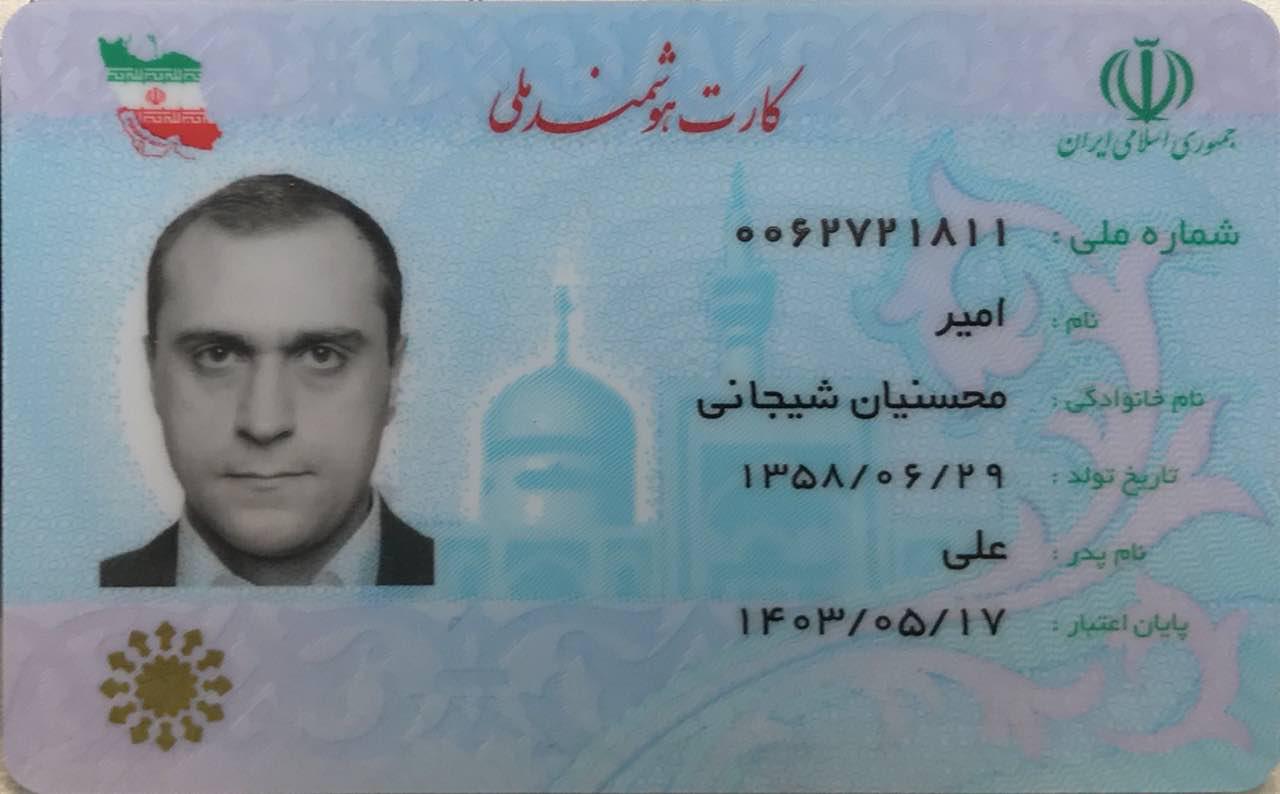 کارت هوشمند ملی
جمهوری اسلامی ایران
شماره ملی : ۰۰۶۲۷۲۱۸۱۱
نام : امیر
نام خانوادگی : محسنیان شیجانی
تاریخ تولد : ۱۳۵۸/۰۶/۲۹
نام پدر : علی
پایان اعتبار : ۱۴۰۳/۰۵/۱۷